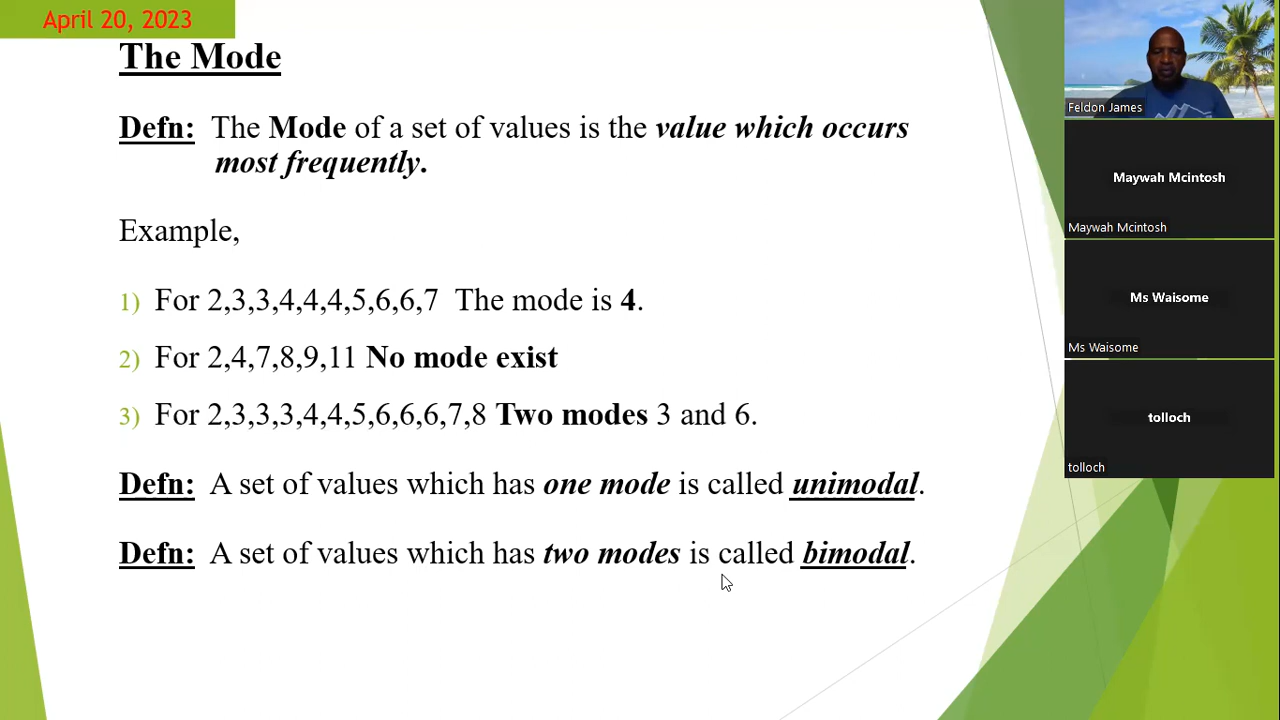 April 20, 2023
The Mode
Defn: The Mode of a set of values is the value which occurs
most frequently.
Example,
1) For 2,3,3,4,4,4,5,6,6,7 The mode is 4.
2) For 2,4,7,8,9,11 No mode exist
3) For 2,3,3,3,4,4,5,6,6,6,7,8 Two modes 3 and 6.
Defn: A set of values which has one mode is called unimodal.
Defn: A set of values which has two modes is called bimodal.
Feldon James
Maywah Mcintosh
Maywah Mcintosh
Ms Waisome
Ms Waisome
tolloch
tolloch